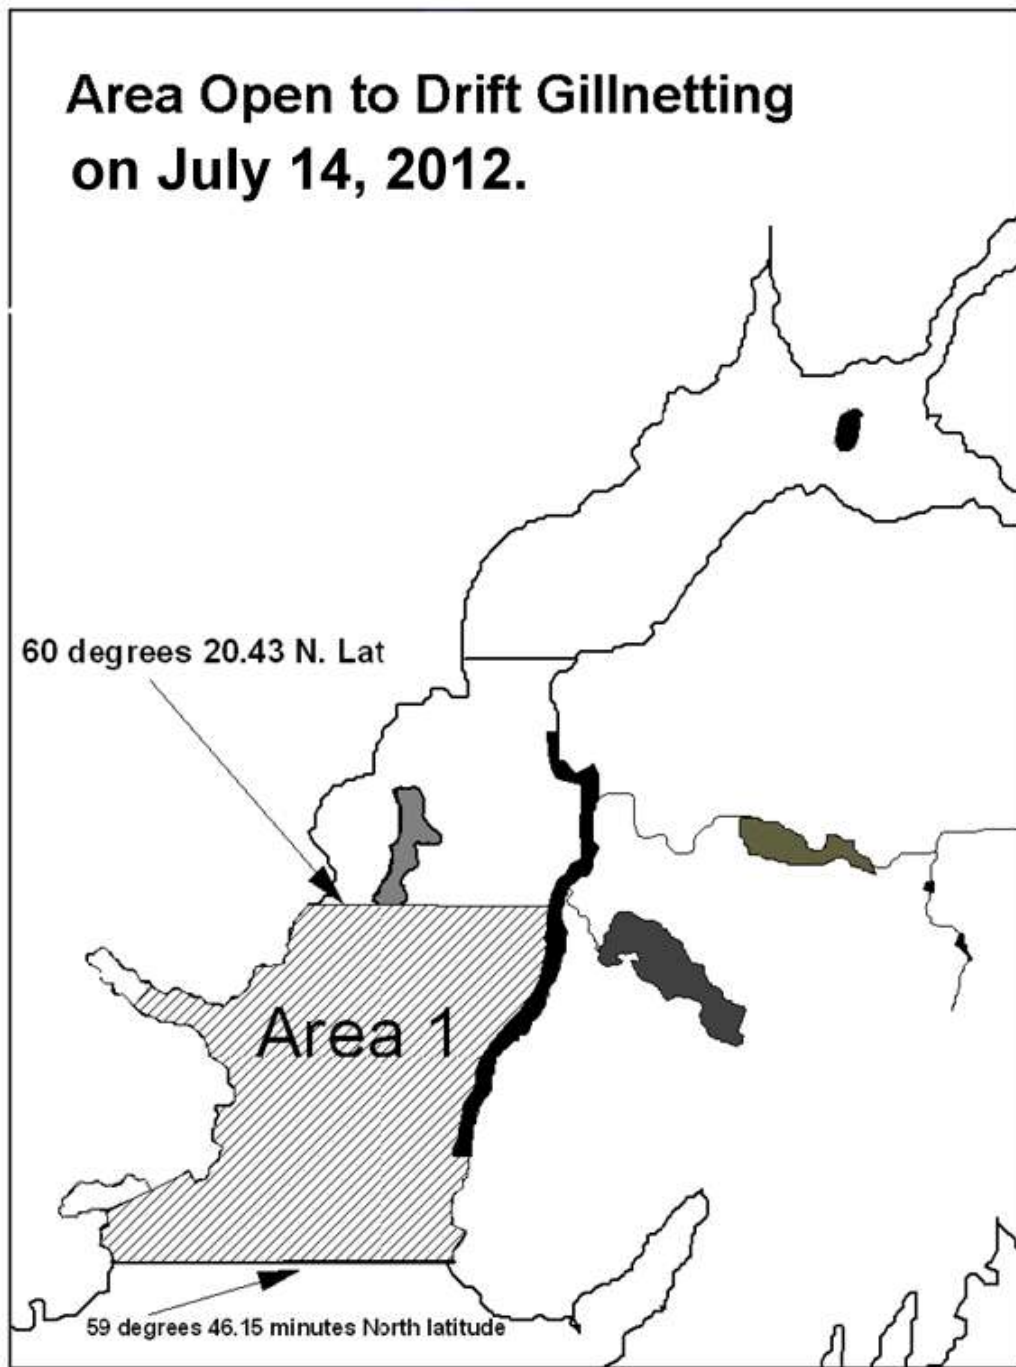 Area Open to Drift Gillnetting
on July 14, 2012.
60 degrees 20.43 N. Lat
Area 1
59 degrees 46.15 minutes North latitude